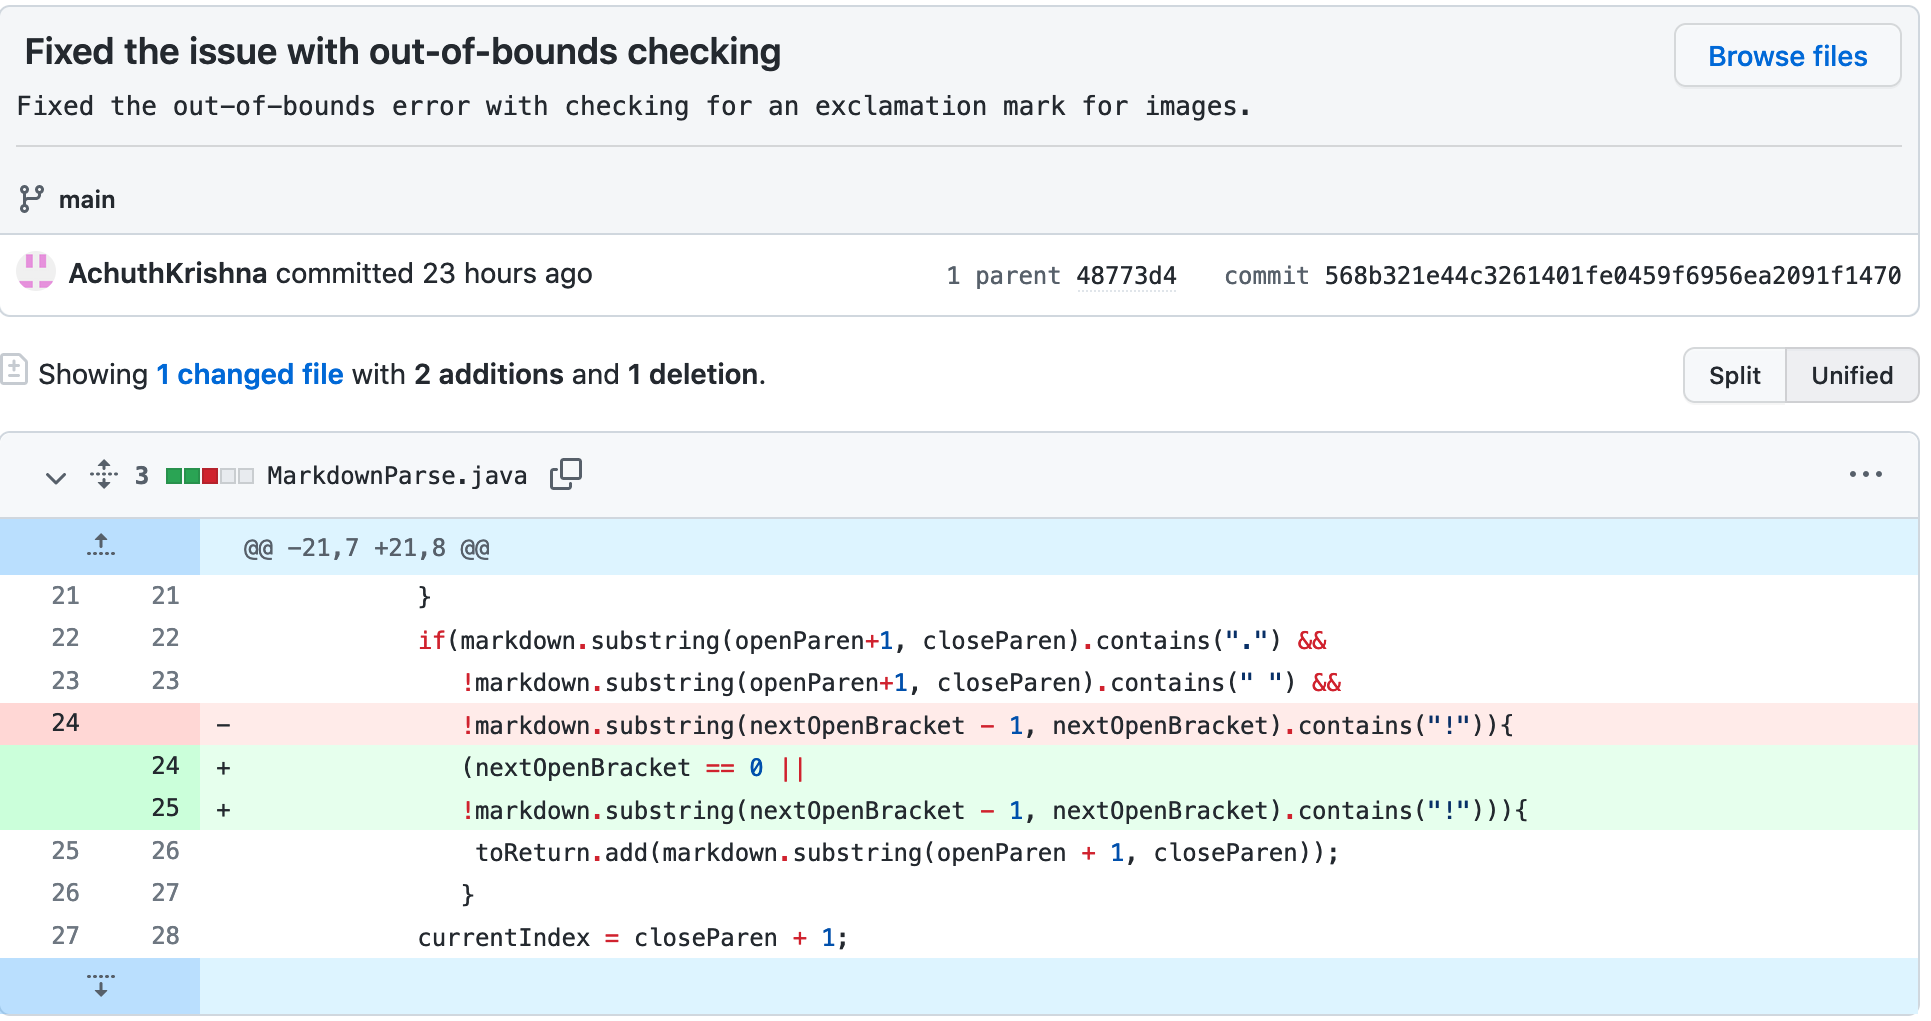 Fixed the issue with out-of-bounds checking
Browse files
Fixed the out-of-bounds error with checking for an exclamation mark for images.
main
AchuthKrishna committed 23 hours ago
1 parent 48773d4 commit 568b321e44c3261401fe0459f6956ea2091f1470
Showing 1 changed file with 2 additions and 1 deletion.
Split Unified
3 MarkdownParse.java
@@ -21,7 +21,8 @@
21 21 }
22 22 if(markdown.substring(openParen+1, closeParen).contains(".") &&
23 23 !markdown.substring(openParen+1, closeParen).contains(" ") &&
24 - !markdown.substring(nextOpenBracket - 1, nextOpenBracket).contains("!")){
24 + (nextOpenBracket == 0 ||
25 + !markdown.substring(nextOpenBracket - 1, nextOpenBracket).contains("!"))){
25 26 toReturn.add(markdown.substring(openParen + 1, closeParen));
26 27 }
27 28 currentIndex = closeParen + 1;